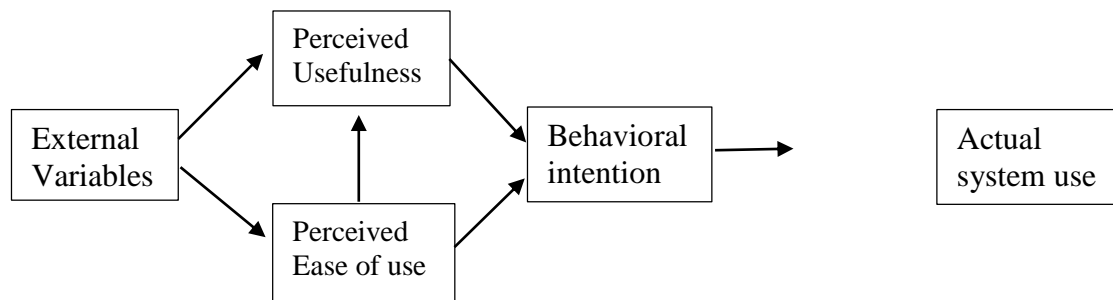 External
Variables
Perceived
Usefulness
Perceived
Ease of use
Behavioral
intention
Actual
system use